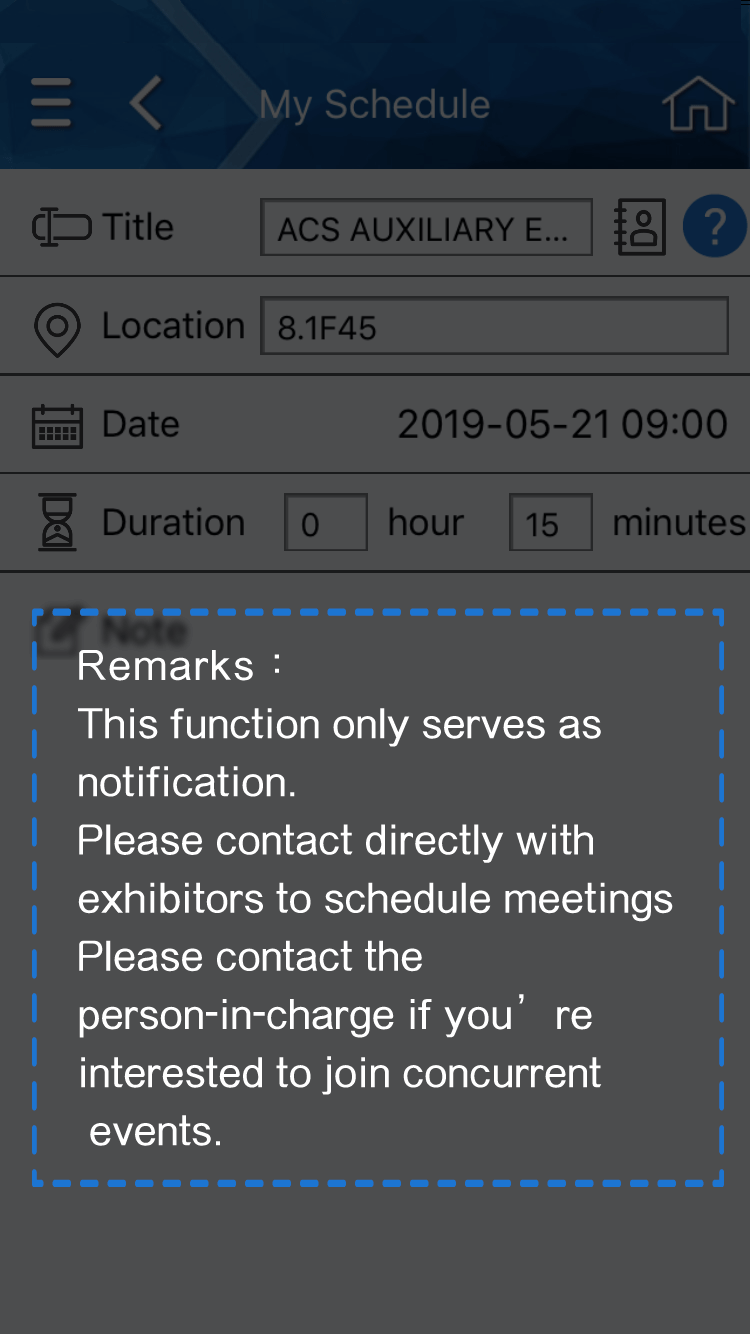 My Schedule
Title ACS AUXILIARY E... ?
Location 8.1F45
Date 2019-05-21 09:00
Duration 0 hour 15 minutes
Note
Remarks：
This function only serves as
notification.
Please contact directly with
exhibitors to schedule meetings
Please contact the
person-in-charge if you’re
interested to join concurrent
events.